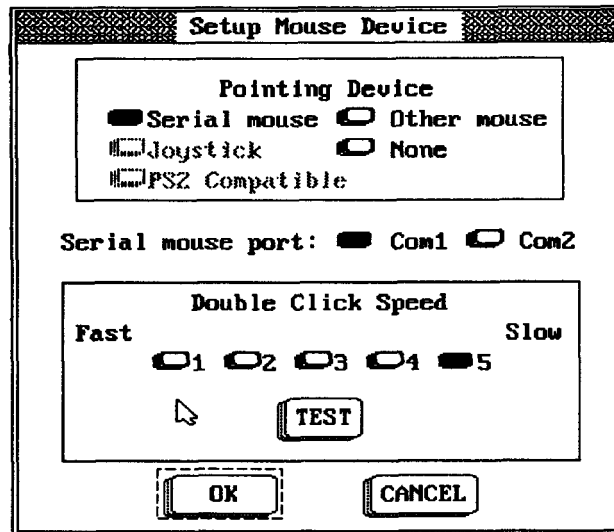 Setup Mouse Device
Pointing Device
Serial mouse Other mouse
Joystick None
PS2 Compatible
Serial mouse port: Com1 Com2
Double Click Speed
Fast Slow
1 2 3 4 5
TEST
OK CANCEL